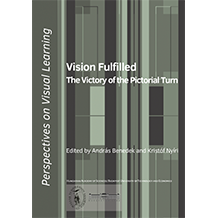 Perspectives on Visual Learning
Vision Fulfilled
The Victory of the Pictorial Turn
Edited by András Benedek and Kristóf Nyíri